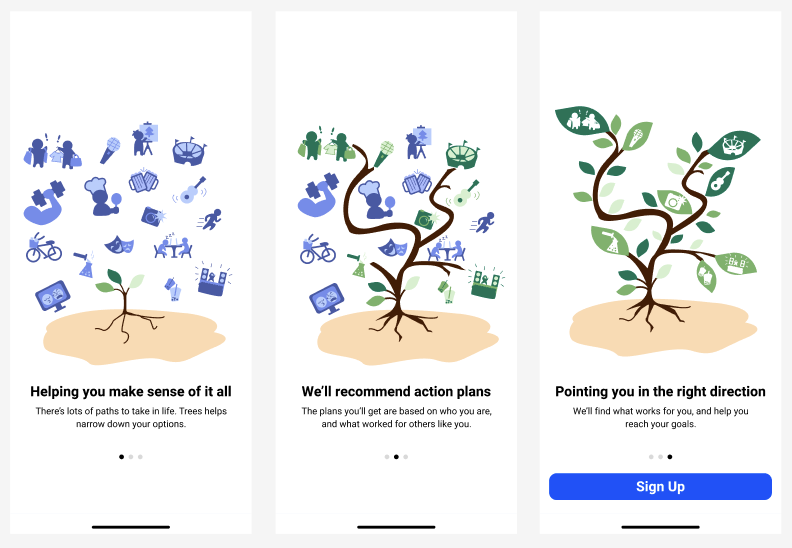 Helping you make sense of it all
There's lots of paths to take in life. Trees helps
narrow down your options.
We'll recommend action plans
The plans you'll get are based on who you are,
and what worked for others like you.
Pointing you in the right direction
We'll find what works for you, and help you
reach your goals.
Sign Up